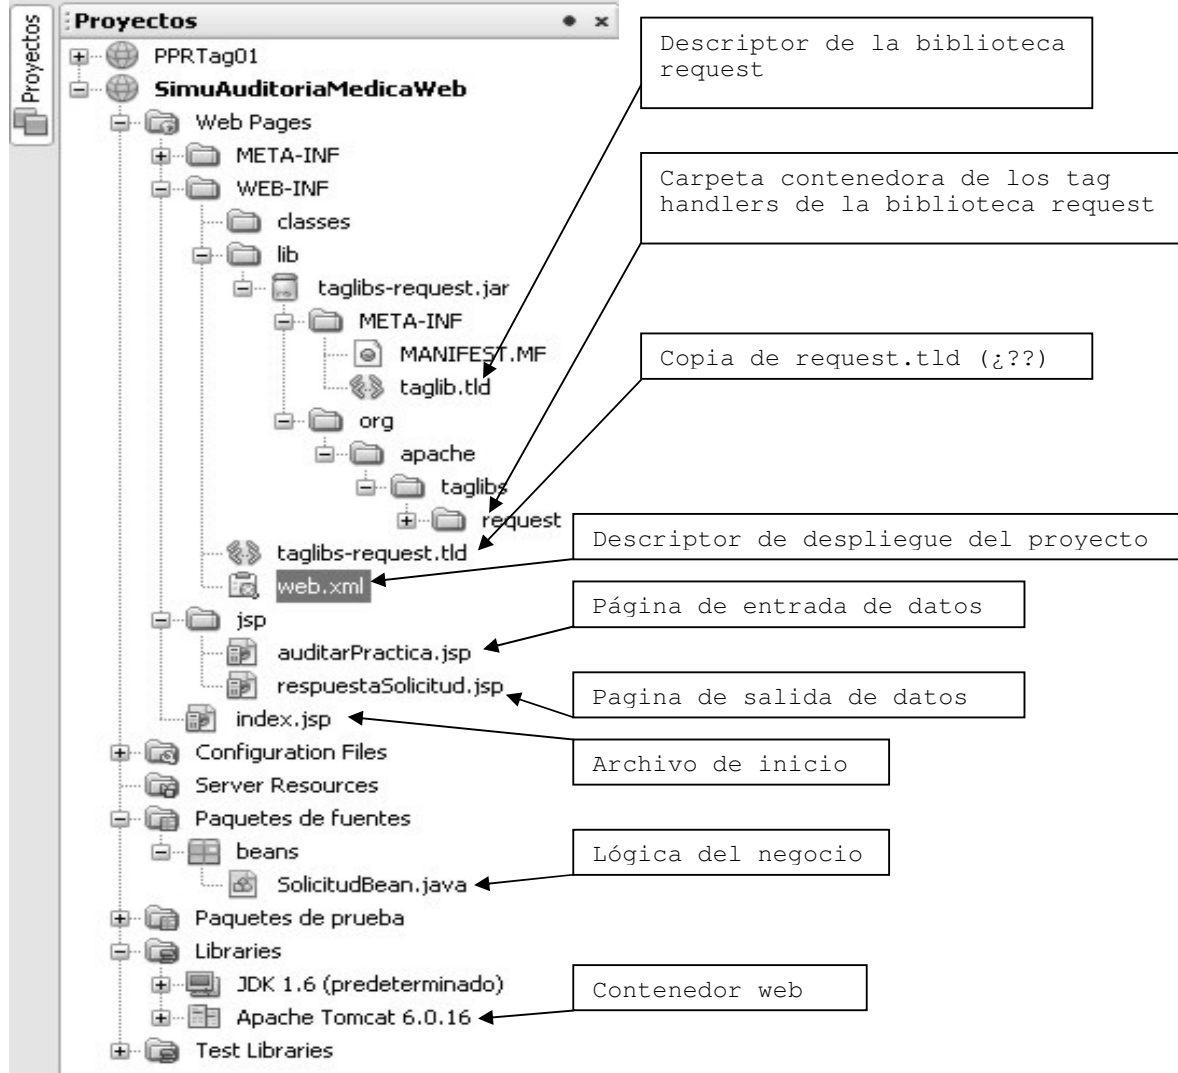 Proyectos
Proyectos
PPRTag01
SimuAuditoriaMedicaWeb
Web Pages
META-INF
WEB-INF
classes
lib
taglibs-request.jar
META-INF
MANIFEST.MF
taglib.tld
org
apache
taglibs
request
taglibs-request.tld
web.xml
jsp
auditarPractica.jsp
respuestaSolicitud.jsp
index.jsp
Configuration Files
Server Resources
Paquetes de fuentes
beans
SolicitudBean.java
Paquetes de prueba
Libraries
JDK 1.6 (predeterminado)
Apache Tomcat 6.0.16
Test Libraries
Descriptor de la biblioteca
request
Carpeta contenedora de los tag
handlers de la biblioteca request
Copia de request.tld (¿??)
Descriptor de despliegue del proyecto
Página de entrada de datos
Pagina de salida de datos
Archivo de inicio
Lógica del negocio
Contenedor web